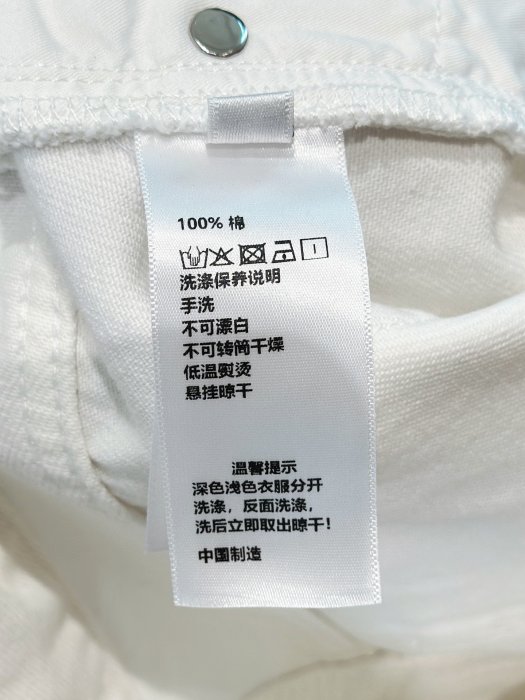 100% 棉
洗涤保养说明
手洗
不可漂白
不可转筒干燥
低温熨烫
悬挂晾干
温馨提示
深色浅色衣服分开
洗涤，反面洗涤，
洗后立即取出晾干！
中国制造